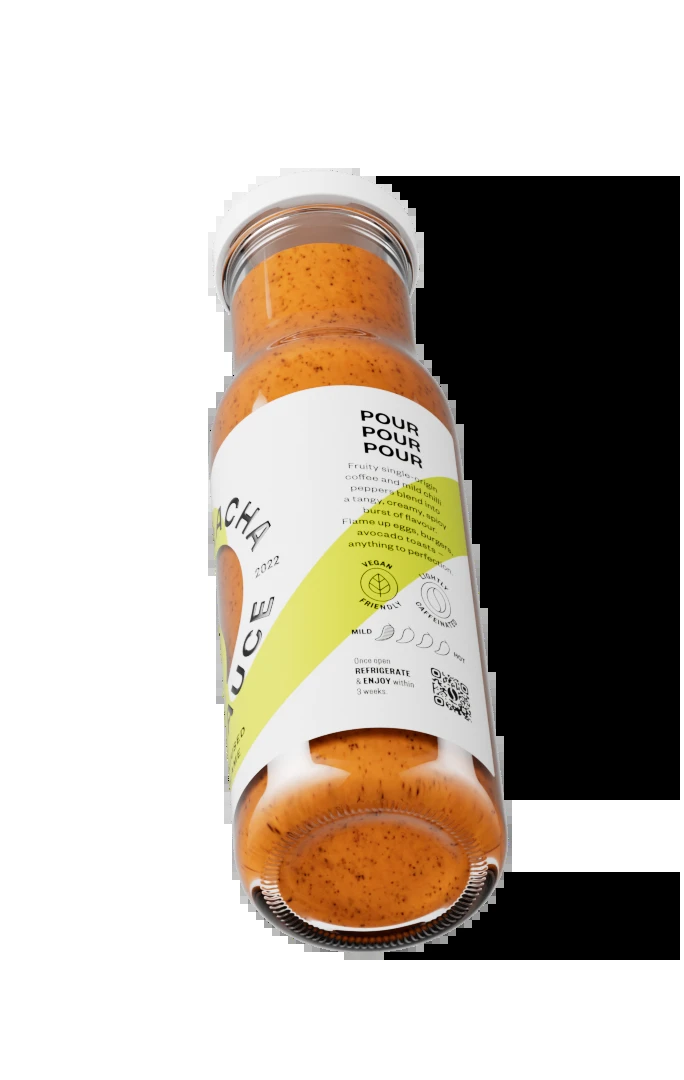 ACHA
2022
AUCE
POUR
POUR
POUR
Fruity single-origin
coffee and mild chilli
peppers blend into
a tangy, creamy, spicy
burst of flavour.
Flame up eggs, burgers,
avocado toasts –
anything to perfection.
VEGAN
FRIENDLY
LIGHTLY
CAFFEINATED
MILD
HOT
Once open
REFRIGERATE
& ENJOY within
3 weeks.